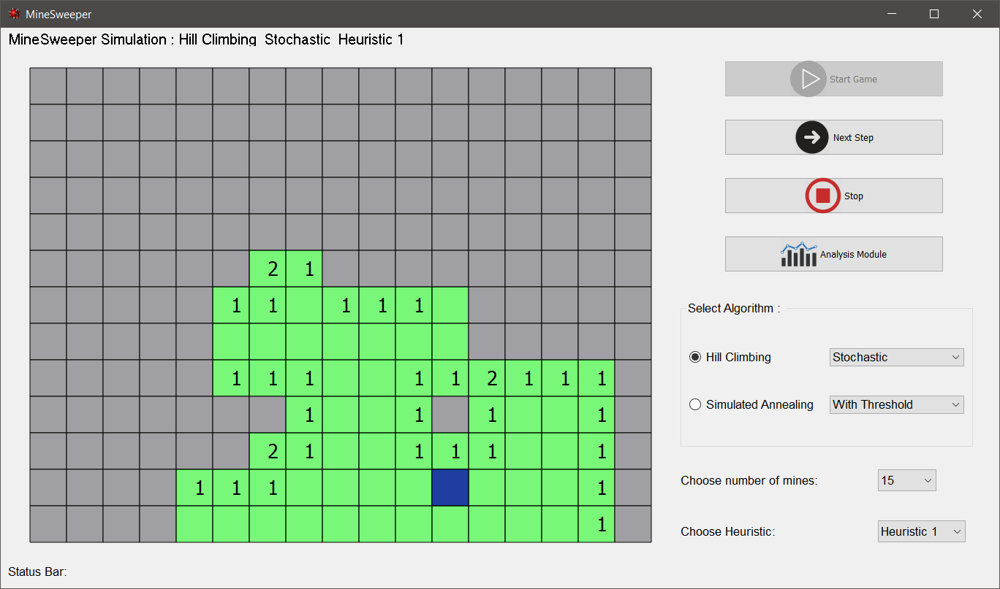 MineSweeper
MineSweeper Simulation : Hill Climbing  Stochastic  Heuristic 1
Start Game
Next Step
Stop
Analysis Module
2 1
1 1 1 1 1
1 1 1 1 1 2 1 1 1
1 1 1 1
2 1 1 1 1 1
1 1 1 1
1
Select Algorithm :
Hill Climbing Stochastic
Simulated Annealing With Threshold
Choose number of mines: 15
Choose Heuristic: Heuristic 1
Status Bar: